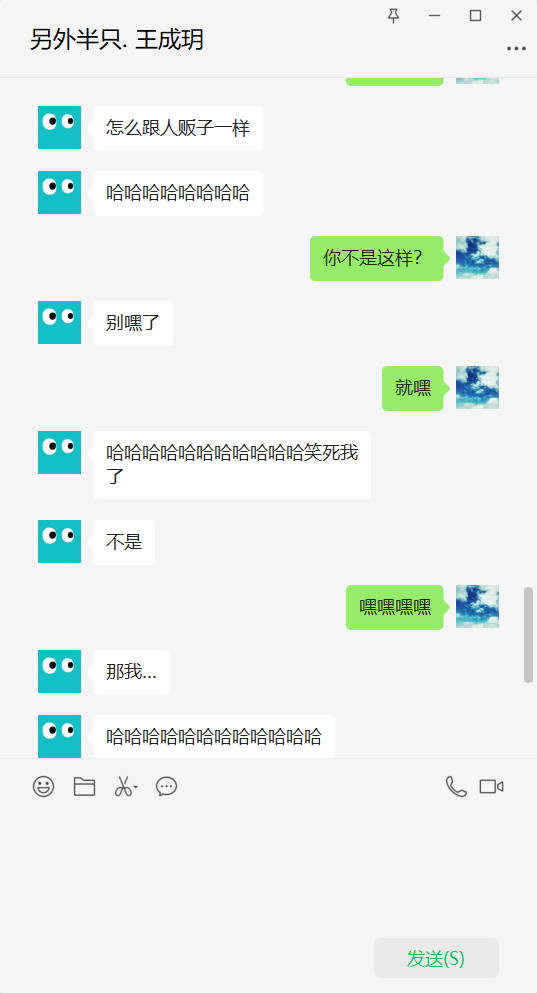 另外半只. 王成玥
怎么跟人贩子一样
哈哈哈哈哈哈哈哈
你不是这样？
别嘿了
就嘿
哈哈哈哈哈哈哈哈哈哈哈笑死我
了
不是
嘿嘿嘿嘿
那我...
哈哈哈哈哈哈哈哈哈哈哈哈
发送(S)